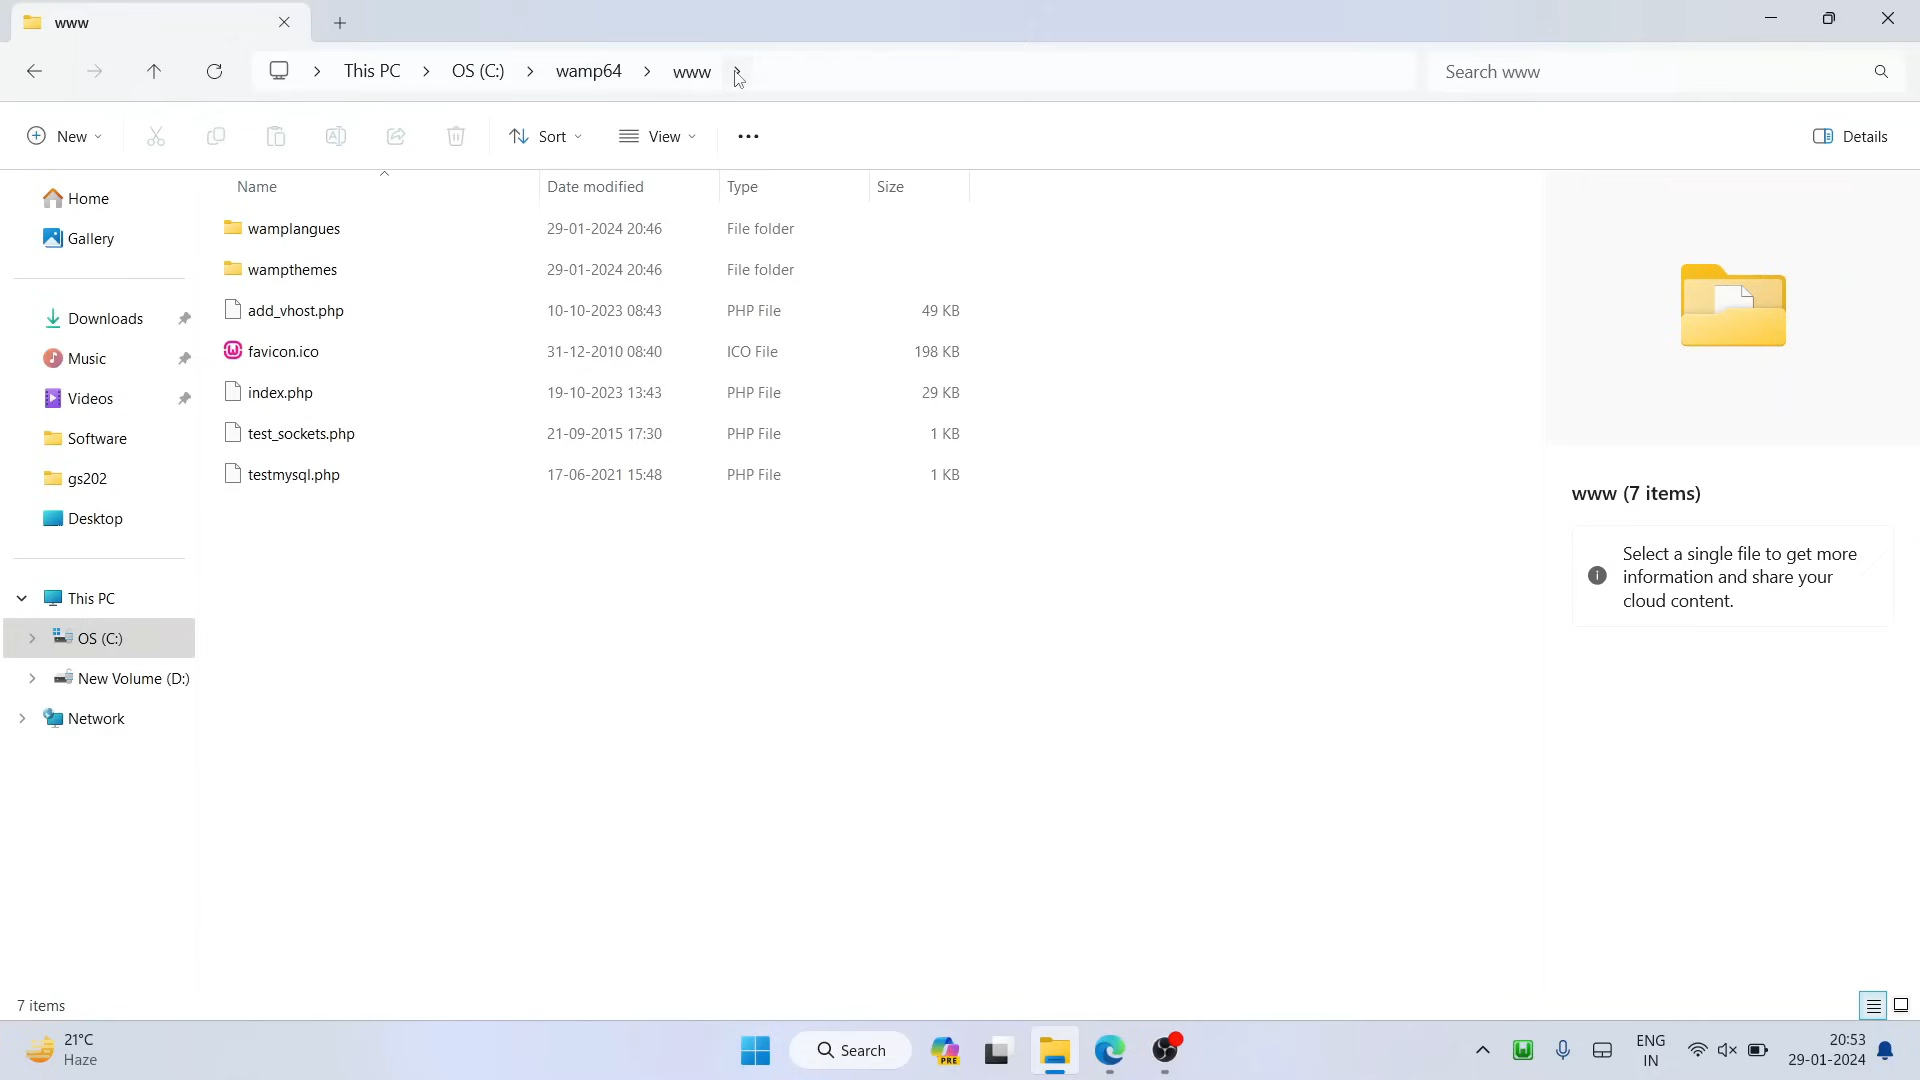 www
This PC
OS (C:)
wamp64
www
Search www
New
Sort
View
Details
Name Date modified Type Size
wamplangues 29-01-2024 20:46 File folder
wampthemes 29-01-2024 20:46 File folder
add_vhost.php 10-10-2023 08:43 PHP File 49 KB
favicon.ico 31-12-2010 08:40 ICO File 198 KB
index.php 19-10-2023 13:43 PHP File 29 KB
test_sockets.php 21-09-2015 17:30 PHP File 1 KB
testmysql.php 17-06-2021 15:48 PHP File 1 KB
Home
Gallery
Downloads
Music
Videos
Software
gs202
Desktop
This PC
OS (C:)
New Volume (D:)
Network
www (7 items)
Select a single file to get more
information and share your
cloud content.
7 items
21°C
Haze
Search
PRE
ENG
IN
20:53
29-01-2024